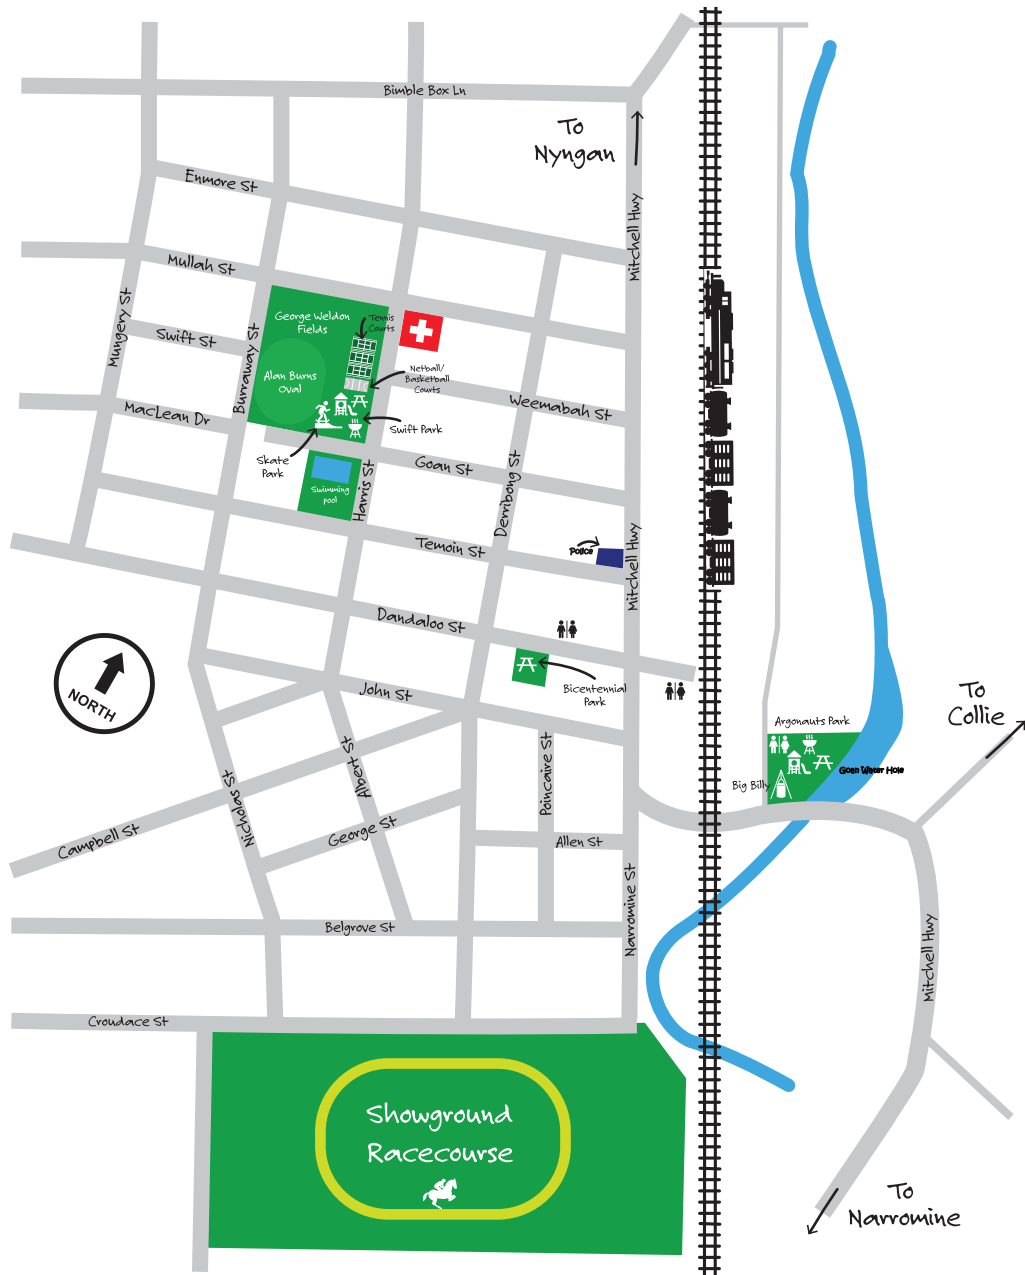 Bimble Box Ln
To
Nyngan
Enmore St
Mitchell Hwy
Mullah St
Mungery St
George Weldon
Fields
Tennis
Courts
Swift St
Burraway St
Alan Burns
Oval
Netball/
Basketball
Courts
MacLean Dr
Weemabah St
Swift Park
Skate
Park
Goan St
Swimming
pool
Harris St
Derribong St
Temoin St
Police
Mitchell Hwy
Dandaloo St
NORTH
John St
Bicentennial
Park
To
Collie
Argonauts Park
Goan Water Hole
Big Billy
Albert St
Poincaire St
Nicholas St
Campbell St
George St
Allen St
Narromine St
Belgrove St
Mitchell Hwy
Croudace St
Showground
Racecourse
To
Narromine